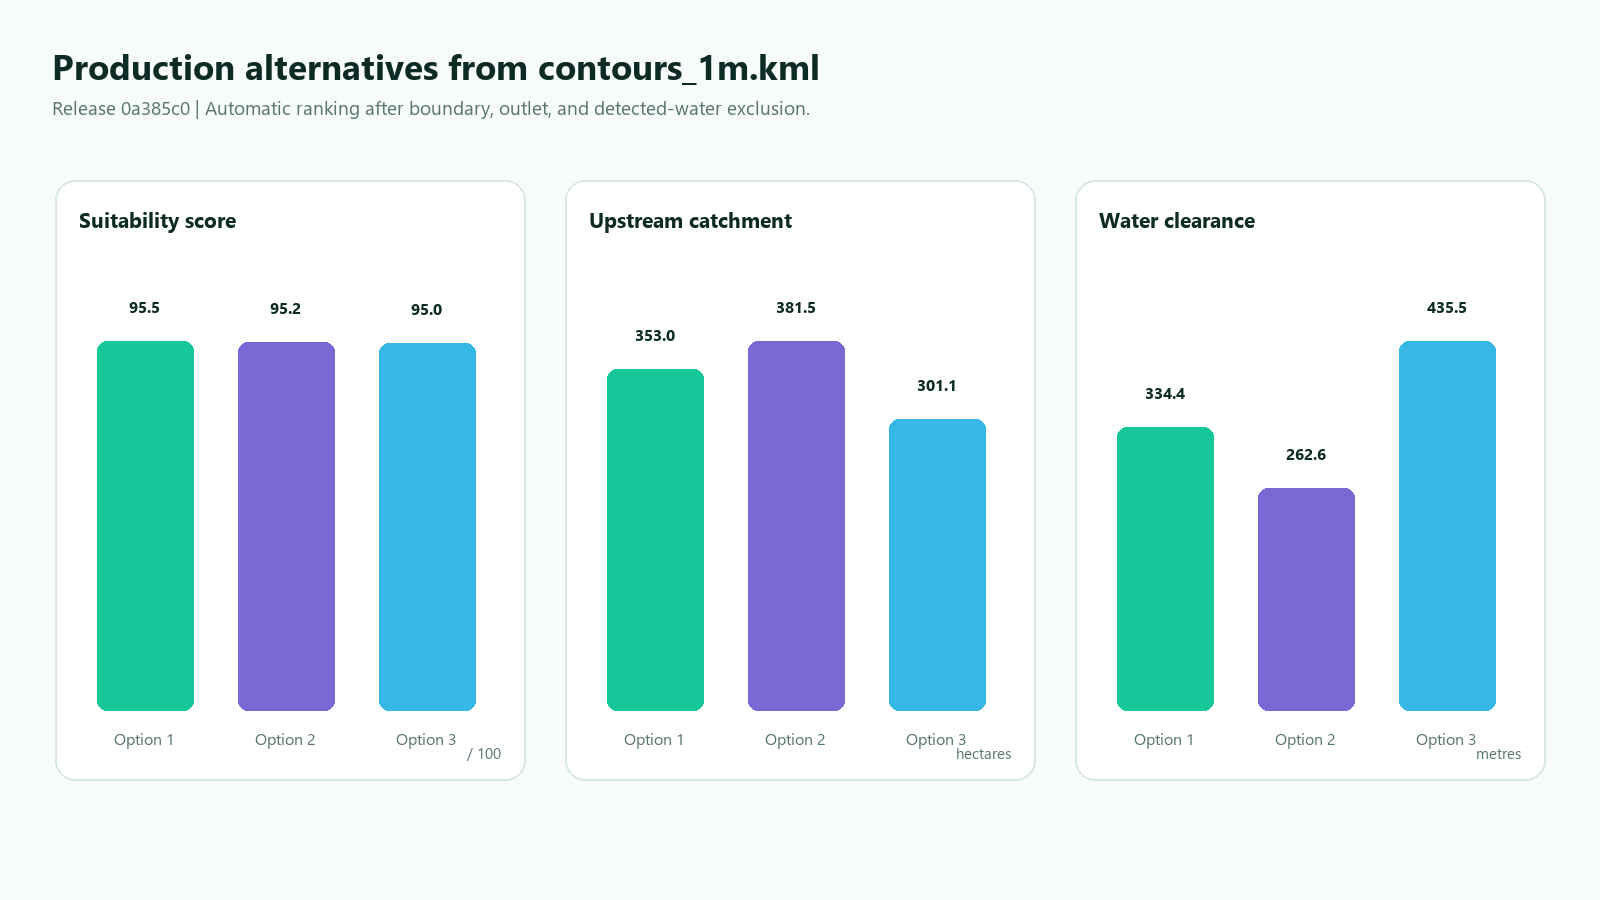 Production alternatives from contours_1m.kml
Release 0a385c0 | Automatic ranking after boundary, outlet, and detected-water exclusion.
Suitability score
95.5
95.2
95.0
Option 1
Option 2
Option 3
/ 100
Upstream catchment
353.0
381.5
301.1
Option 1
Option 2
Option 3
hectares
Water clearance
334.4
262.6
435.5
Option 1
Option 2
Option 3
metres